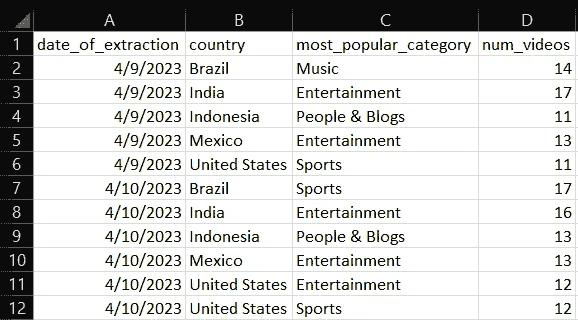 A B C D
1 date_of_extraction country most_popular_category num_videos
2 4/9/2023 Brazil Music 14
3 4/9/2023 India Entertainment 17
4 4/9/2023 Indonesia People & Blogs 11
5 4/9/2023 Mexico Entertainment 13
6 4/9/2023 United States Sports 11
7 4/10/2023 Brazil Sports 17
8 4/10/2023 India Entertainment 16
9 4/10/2023 Indonesia People & Blogs 13
10 4/10/2023 Mexico Entertainment 13
11 4/10/2023 United States Entertainment 12
12 4/10/2023 United States Sports 12